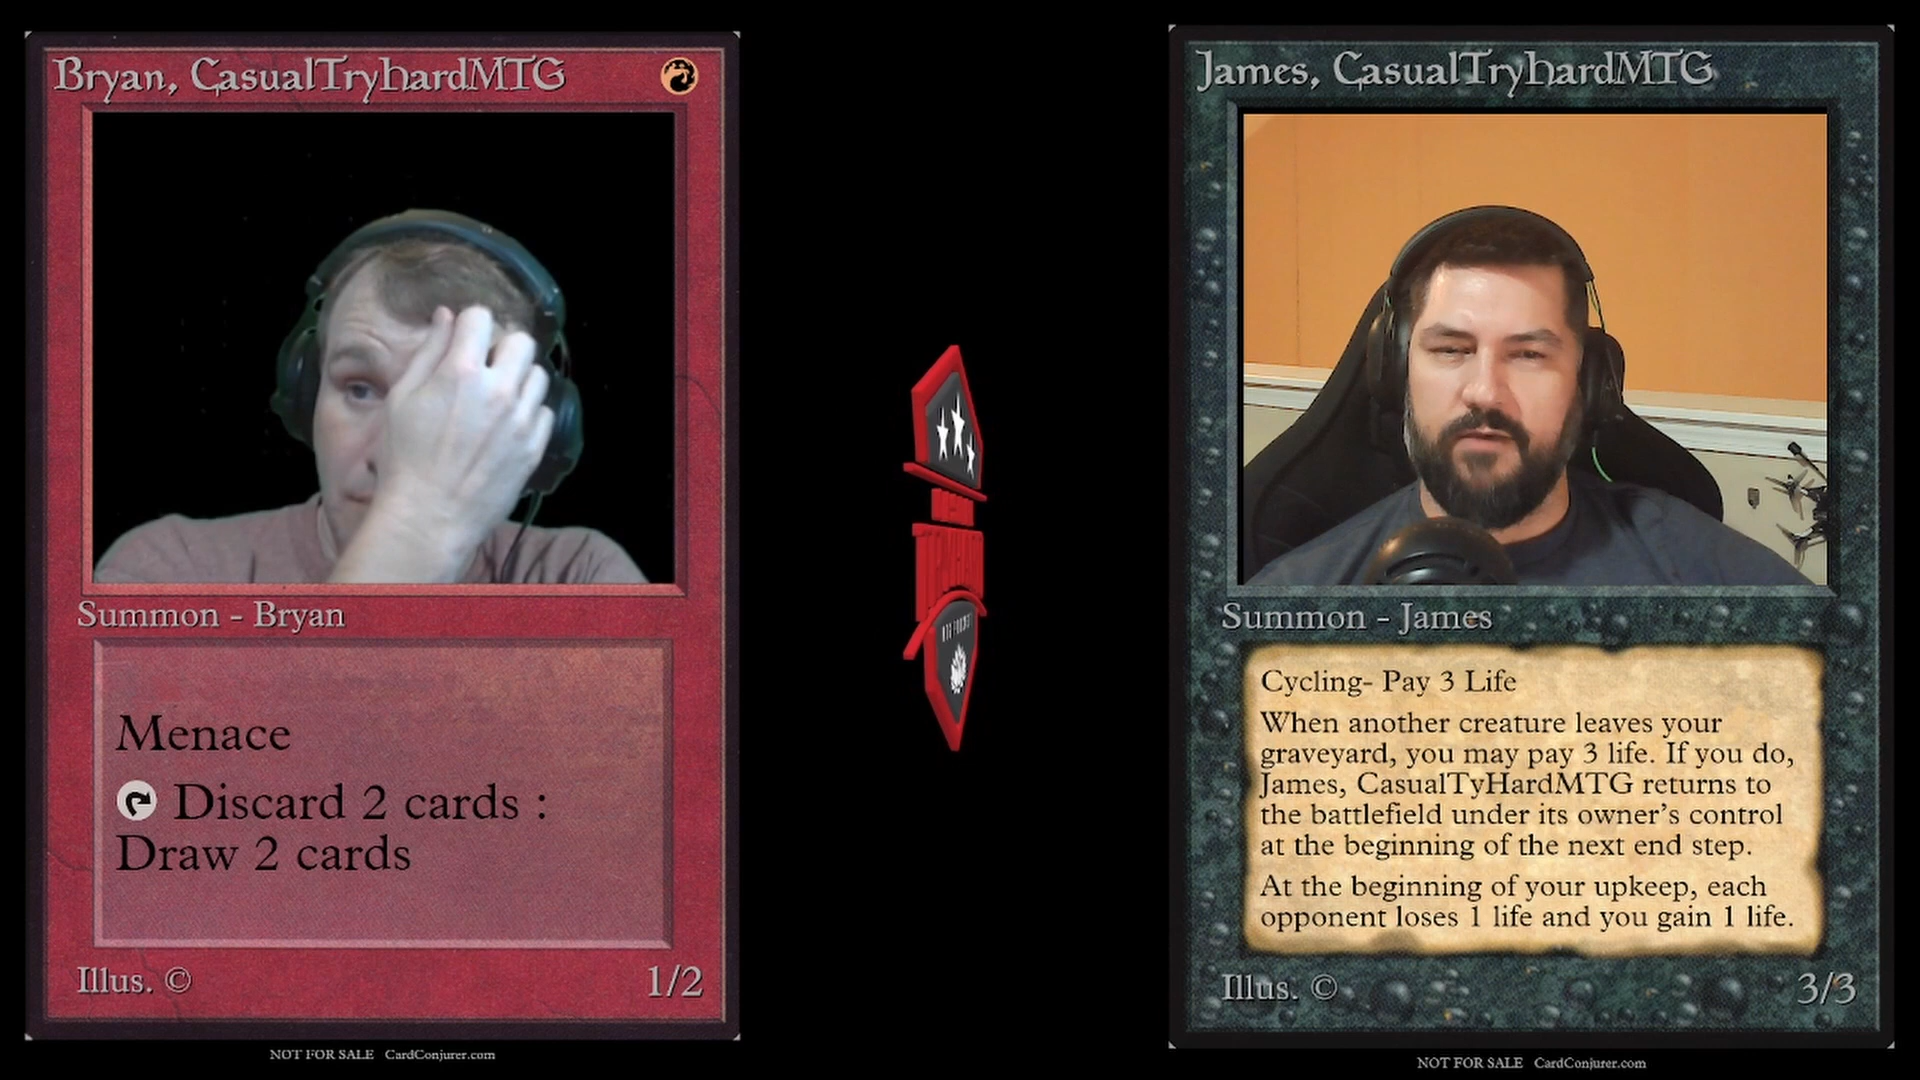 Bryan, CasualTryhardMTG
Summon - Bryan
Menace
Discard 2 cards :
Draw 2 cards
Illus. ©
1/2
NOT FOR SALE CardConjurer.com
James, CasualTryhardMTG
Summon - James
Cycling- Pay 3 Life
When another creature leaves your
graveyard, you may pay 3 life. If you do,
James, CasualTyHardMTG returns to
the battlefield under its owner's control
at the beginning of the next end step.
At the beginning of your upkeep, each
opponent loses 1 life and you gain 1 life.
Illus. ©
3/3
NOT FOR SALE CardConjurer.com